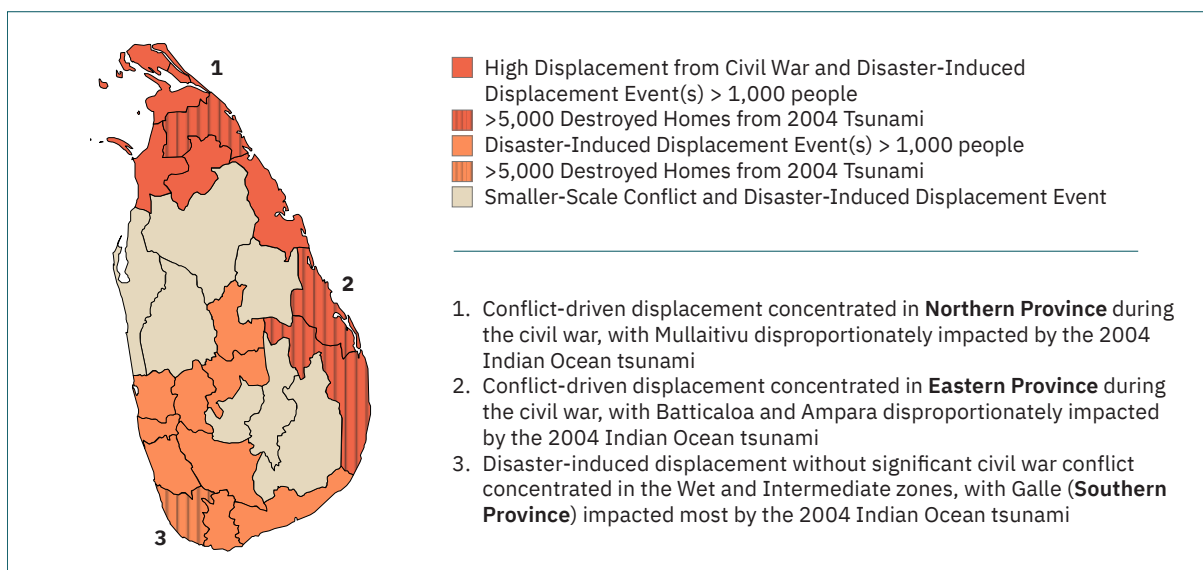 1
2
3
High Displacement from Civil War and Disaster-Induced
Displacement Event(s) > 1,000 people
>5,000 Destroyed Homes from 2004 Tsunami
Disaster-Induced Displacement Event(s) > 1,000 people
>5,000 Destroyed Homes from 2004 Tsunami
Smaller-Scale Conflict and Disaster-Induced Displacement Event
1. Conflict-driven displacement concentrated in Northern Province during
the civil war, with Mullaitivu disproportionately impacted by the 2004
Indian Ocean tsunami
2. Conflict-driven displacement concentrated in Eastern Province during
the civil war, with Batticaloa and Ampara disproportionately impacted
by the 2004 Indian Ocean tsunami
3. Disaster-induced displacement without significant civil war conflict
concentrated in the Wet and Intermediate zones, with Galle (Southern
Province) impacted most by the 2004 Indian Ocean tsunami